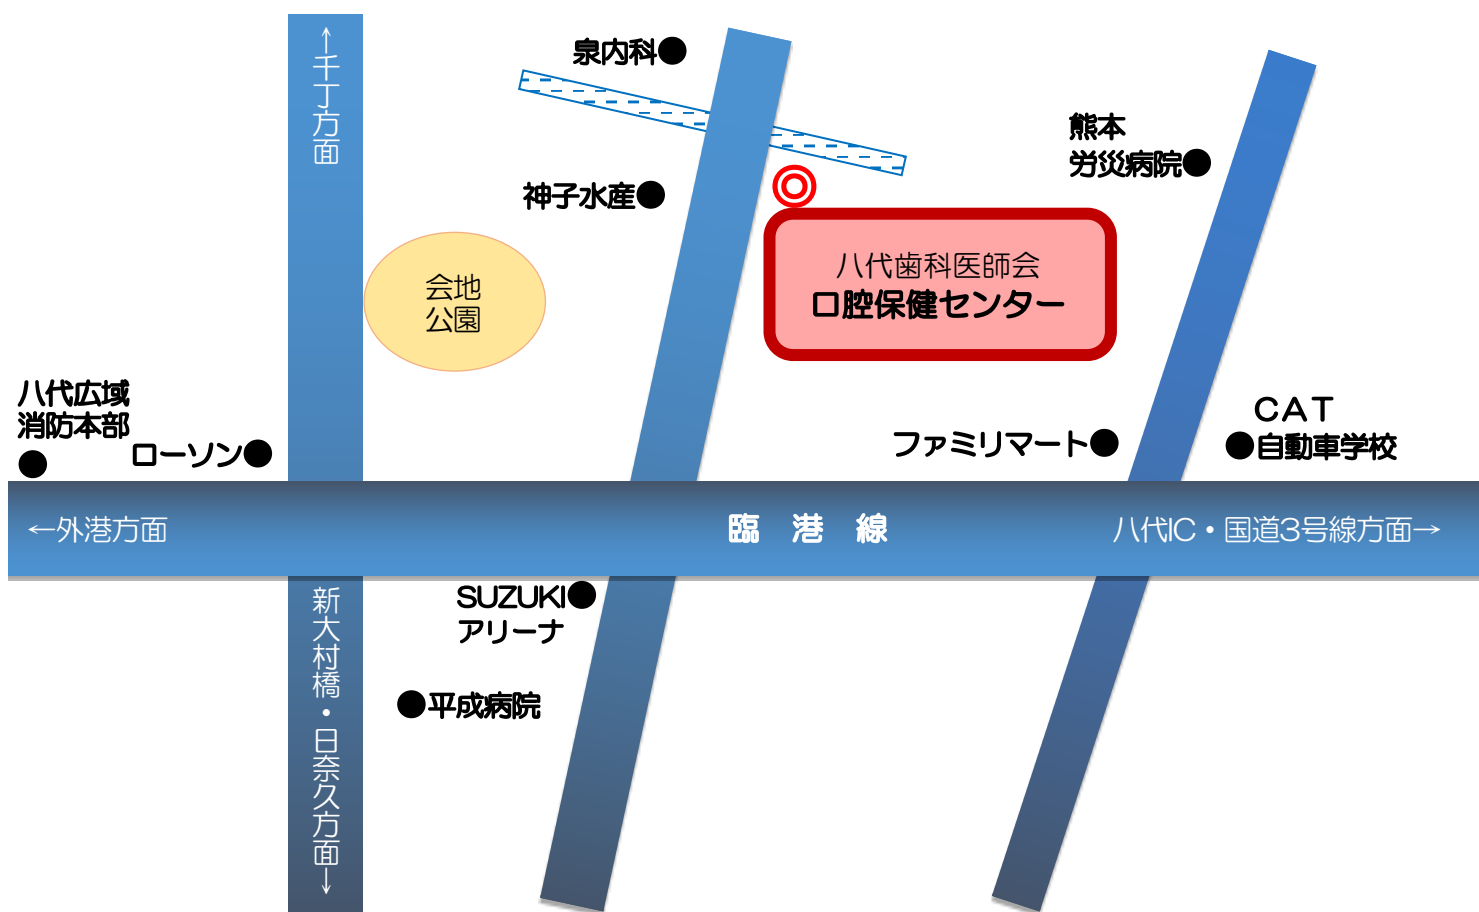 ↑千丁方面
泉内科●
熊本
労災病院●
神子水産●
会地
公園
八代歯科医師会
口腔保健センター
八代広域
消防本部
●
ローソン●
ファミリマート●
ＣＡＴ
●自動車学校
←外港方面
臨　港　線
八代IC・国道3号線方面→
新大村橋・日奈久方面↓
SUZUKI●
アリーナ
●平成病院